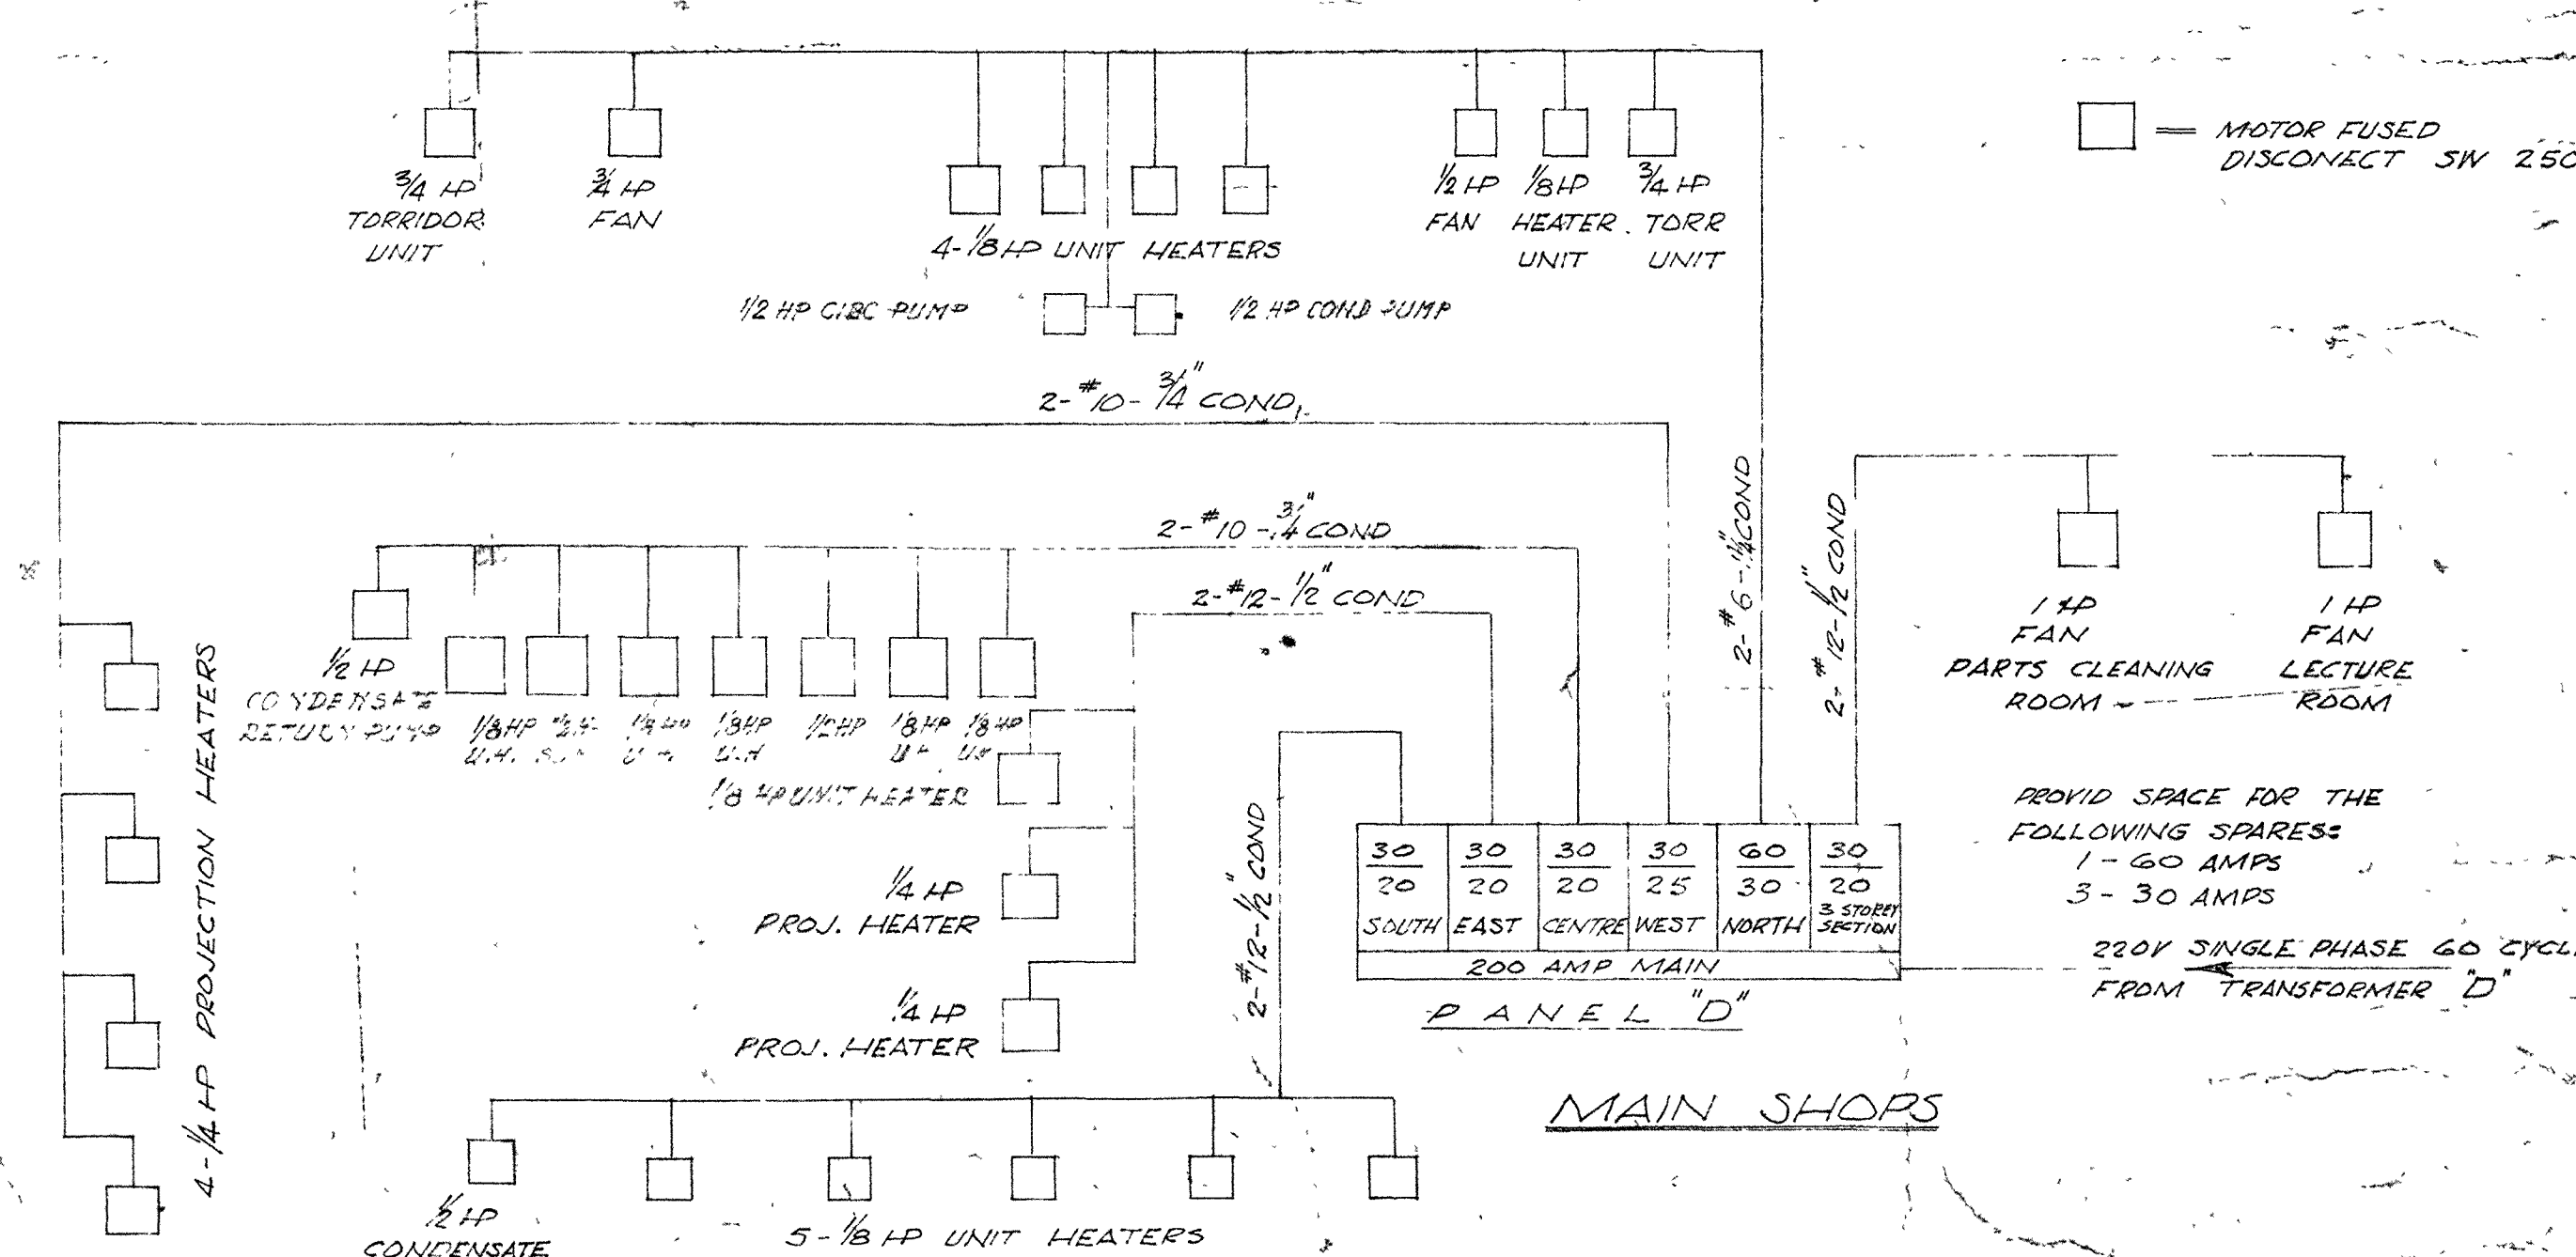 3/4 HP
TORRIDOR
UNIT
3/4 HP
FAN
4-1/8 HP UNIT HEATERS
1/2 HP
FAN
1/8 HP
HEATER
UNIT
3/4 HP
TORR
UNIT
= MOTOR FUSED
DISCONECT SW 250
1/2 HP CIRC PUMP
1/2 HP COND PUMP
2-#10-3/4" COND.
2-#10-3/4" COND
2-#12-1/2" COND
2-#6-1 1/4" COND
2-#12-1/2" COND
1 HP
FAN
PARTS CLEANING
ROOM
1 HP
FAN
LECTURE
ROOM
4-1/4 HP PROJECTION HEATERS
1/2 HP
CONDENSATE
RETURN PUMP
1/8 HP
U.H.
1/8 HP
1/8 HP
U.H
1/2 HP
1/8 HP
1/8 HP
1/8 HP UNIT HEATER
1/4 HP
PROJ. HEATER
1/4 HP
PROJ. HEATER
2-#12-1/2" COND
30 30 30 30 60 30
20 20 20 25 30 20
SOUTH EAST CENTRE WEST NORTH 3 STOREY
SECTION
200 AMP MAIN
PANEL "D"
PROVID SPACE FOR THE
FOLLOWING SPARES:
1-60 AMPS
3-30 AMPS
220V SINGLE PHASE 60 CYCL
FROM TRANSFORMER "D"
MAIN SHOPS
1/2 HP
CONDENSATE
5-1/8 HP UNIT HEATERS